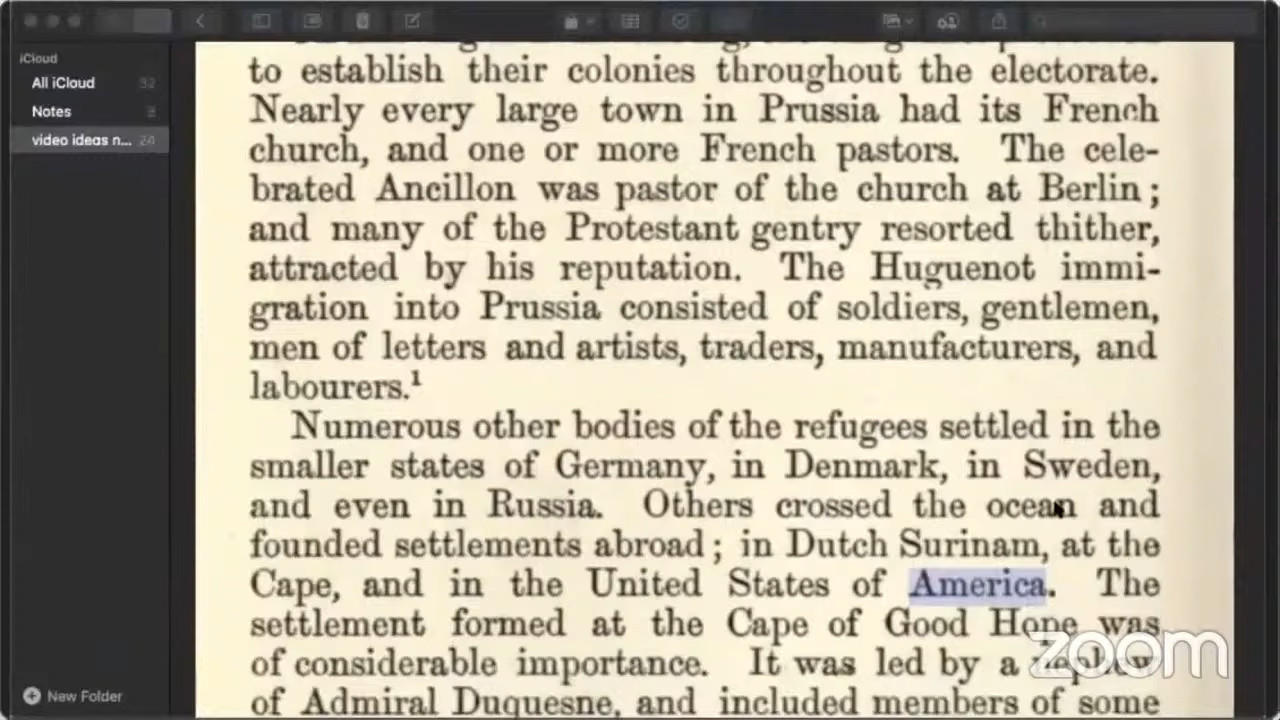 iCloud
All iCloud 32
Notes
video ideas n... 24
to establish their colonies throughout the electorate.
Nearly every large town in Prussia had its French
church, and one or more French pastors. The cele-
brated Ancillon was pastor of the church at Berlin;
and many of the Protestant gentry resorted thither,
attracted by his reputation. The Huguenot immi-
gration into Prussia consisted of soldiers, gentlemen,
men of letters and artists, traders, manufacturers, and
labourers.¹
Numerous other bodies of the refugees settled in the
smaller states of Germany, in Denmark, in Sweden,
and even in Russia. Others crossed the ocean and
founded settlements abroad; in Dutch Surinam, at the
Cape, and in the United States of America. The
settlement formed at the Cape of Good Hope was
of considerable importance. It was led by a nephew
of Admiral Duquesne, and included members of some
zoom
New Folder